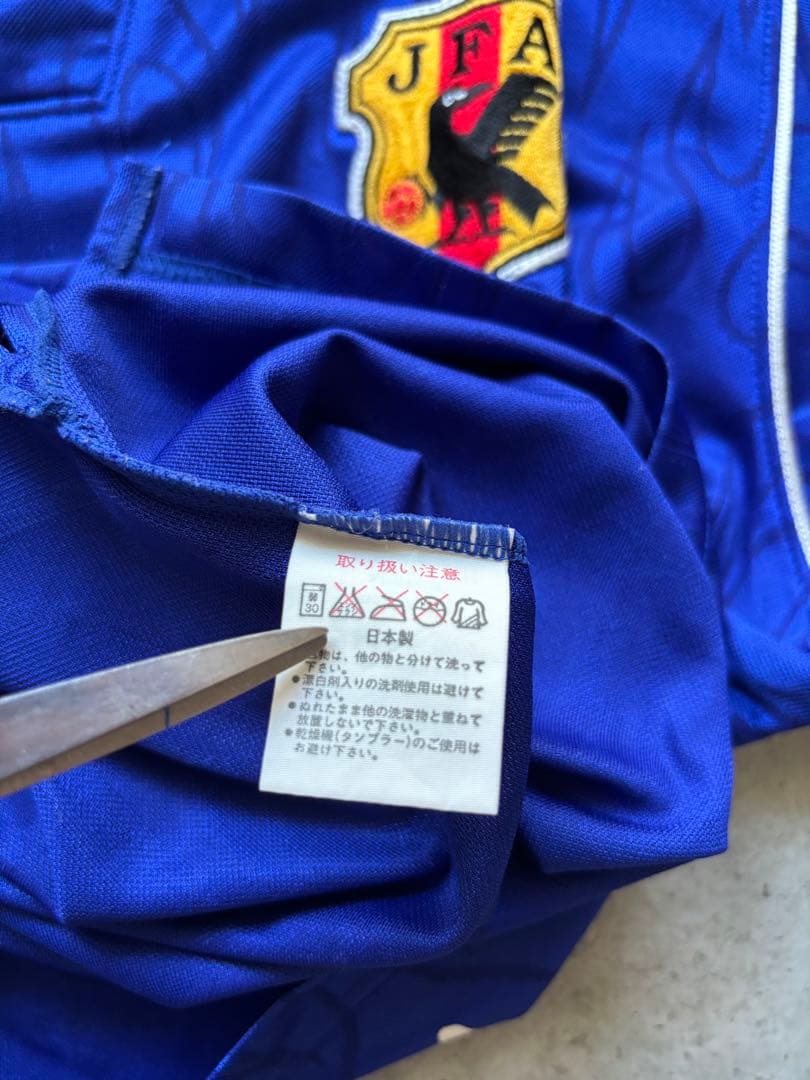 JFA
取り扱い注意
弱
30
日本製
物は、他の物と分けて洗って
下さい。
●漂白剤入りの洗剤使用は避けて
下さい。
●ぬれたまま他の洗濯物と重ねて
放置しないで下さい。
●乾燥機(タンブラー)のご使用は
お避け下さい。